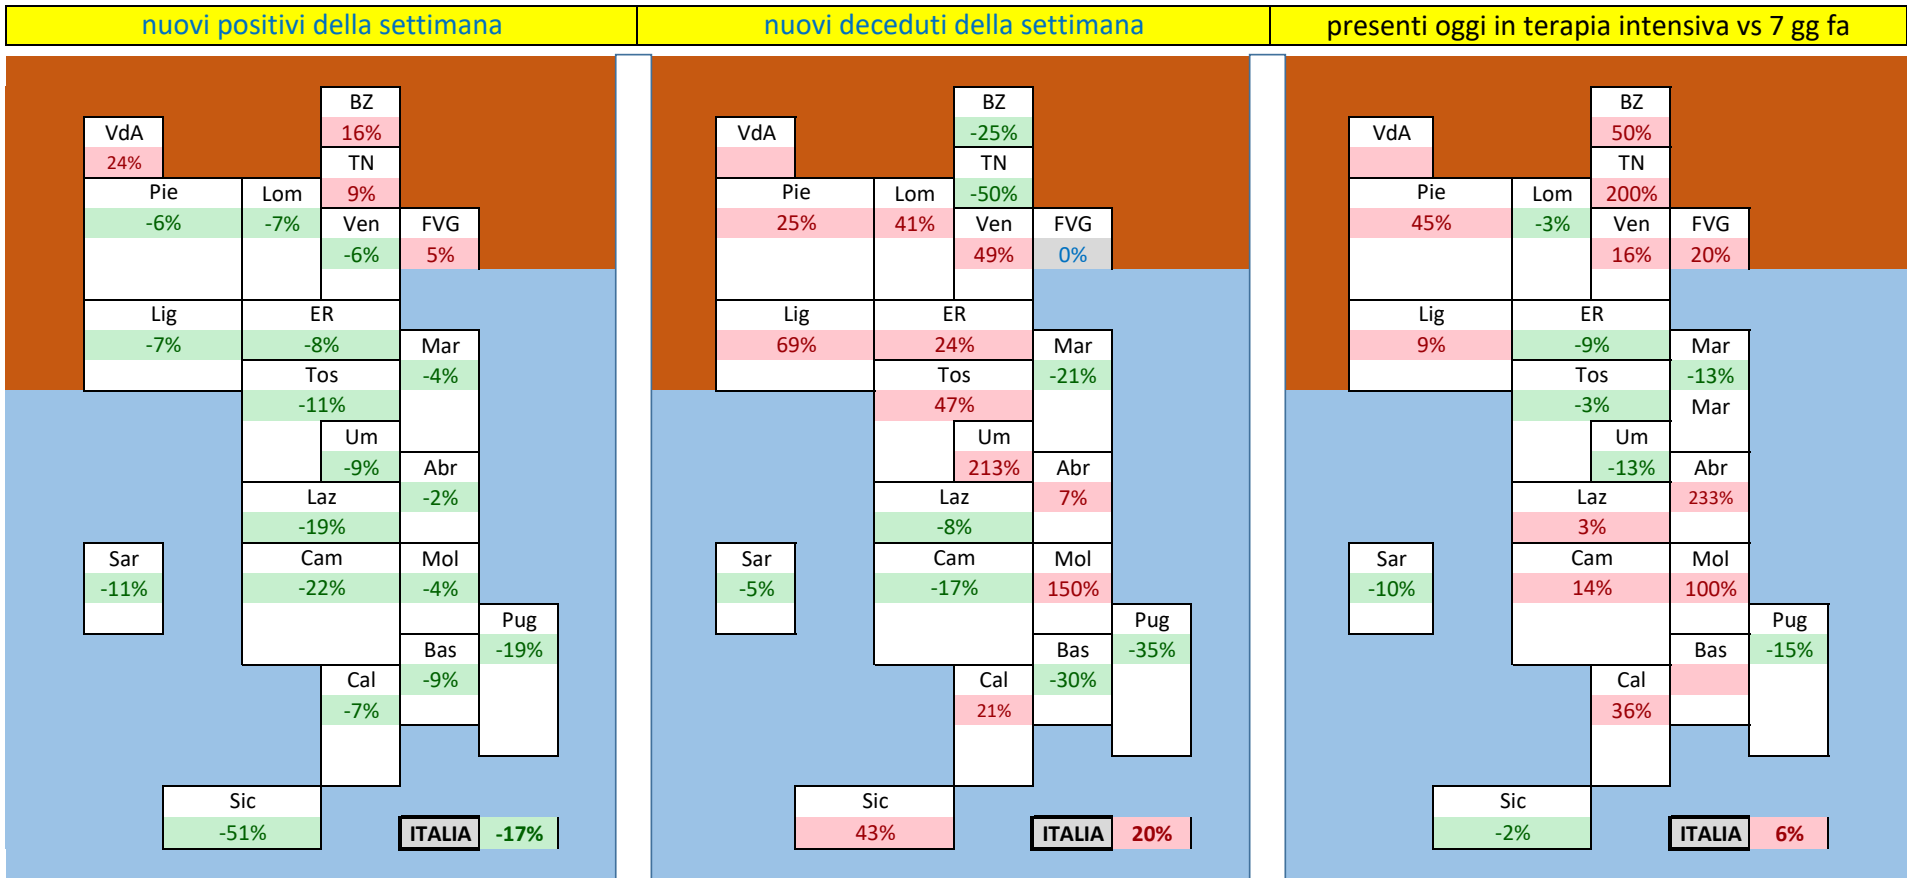 nuovi positivi della settimana
nuovi deceduti della settimana
presenti oggi in terapia intensiva vs 7 gg fa
BZ
16%
VdA
24%
TN
9%
Pie
-6%
Lom
-7%
Ven
-6%
FVG
5%
Lig
-7%
ER
-8%
Mar
-4%
Tos
-11%
Um
-9%
Abr
-2%
Laz
-19%
Sar
-11%
Cam
-22%
Mol
-4%
Pug
-19%
Bas
-9%
Cal
-7%
Sic
-51%
ITALIA -17%
BZ
-25%
VdA
TN
-50%
Pie
25%
Lom
41%
Ven
49%
FVG
0%
Lig
69%
ER
24%
Mar
-21%
Tos
47%
Um
213%
Abr
7%
Laz
-8%
Sar
-5%
Cam
-17%
Mol
150%
Pug
-35%
Bas
-30%
Cal
21%
Sic
43%
ITALIA 20%
BZ
50%
VdA
TN
200%
Pie
45%
Lom
-3%
Ven
16%
FVG
20%
Lig
9%
ER
-9%
Mar
-13%
Mar
Tos
-3%
Um
-13%
Abr
233%
Laz
3%
Sar
-10%
Cam
14%
Mol
100%
Pug
-15%
Bas
Cal
36%
Sic
-2%
ITALIA 6%